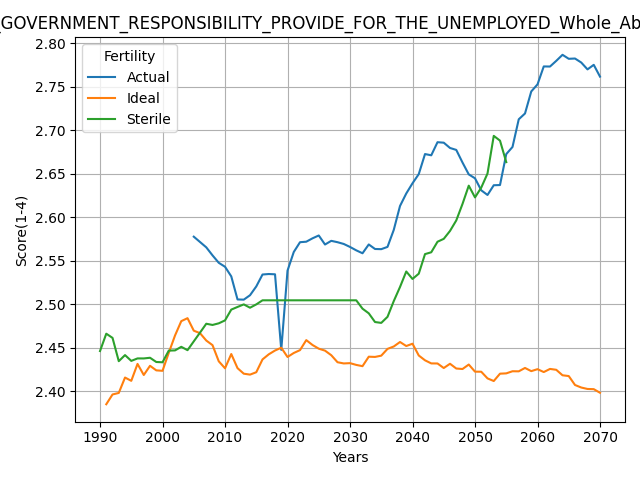 _GOVERNMENT_RESPONSIBILITY_PROVIDE_FOR_THE_UNEMPLOYED_Whole_Ab
Fertility
Actual
Ideal
Sterile
Score(1-4)
2.80
2.75
2.70
2.65
2.60
2.55
2.50
2.45
2.40
1990 2000 2010 2020 2030 2040 2050 2060 2070
Years